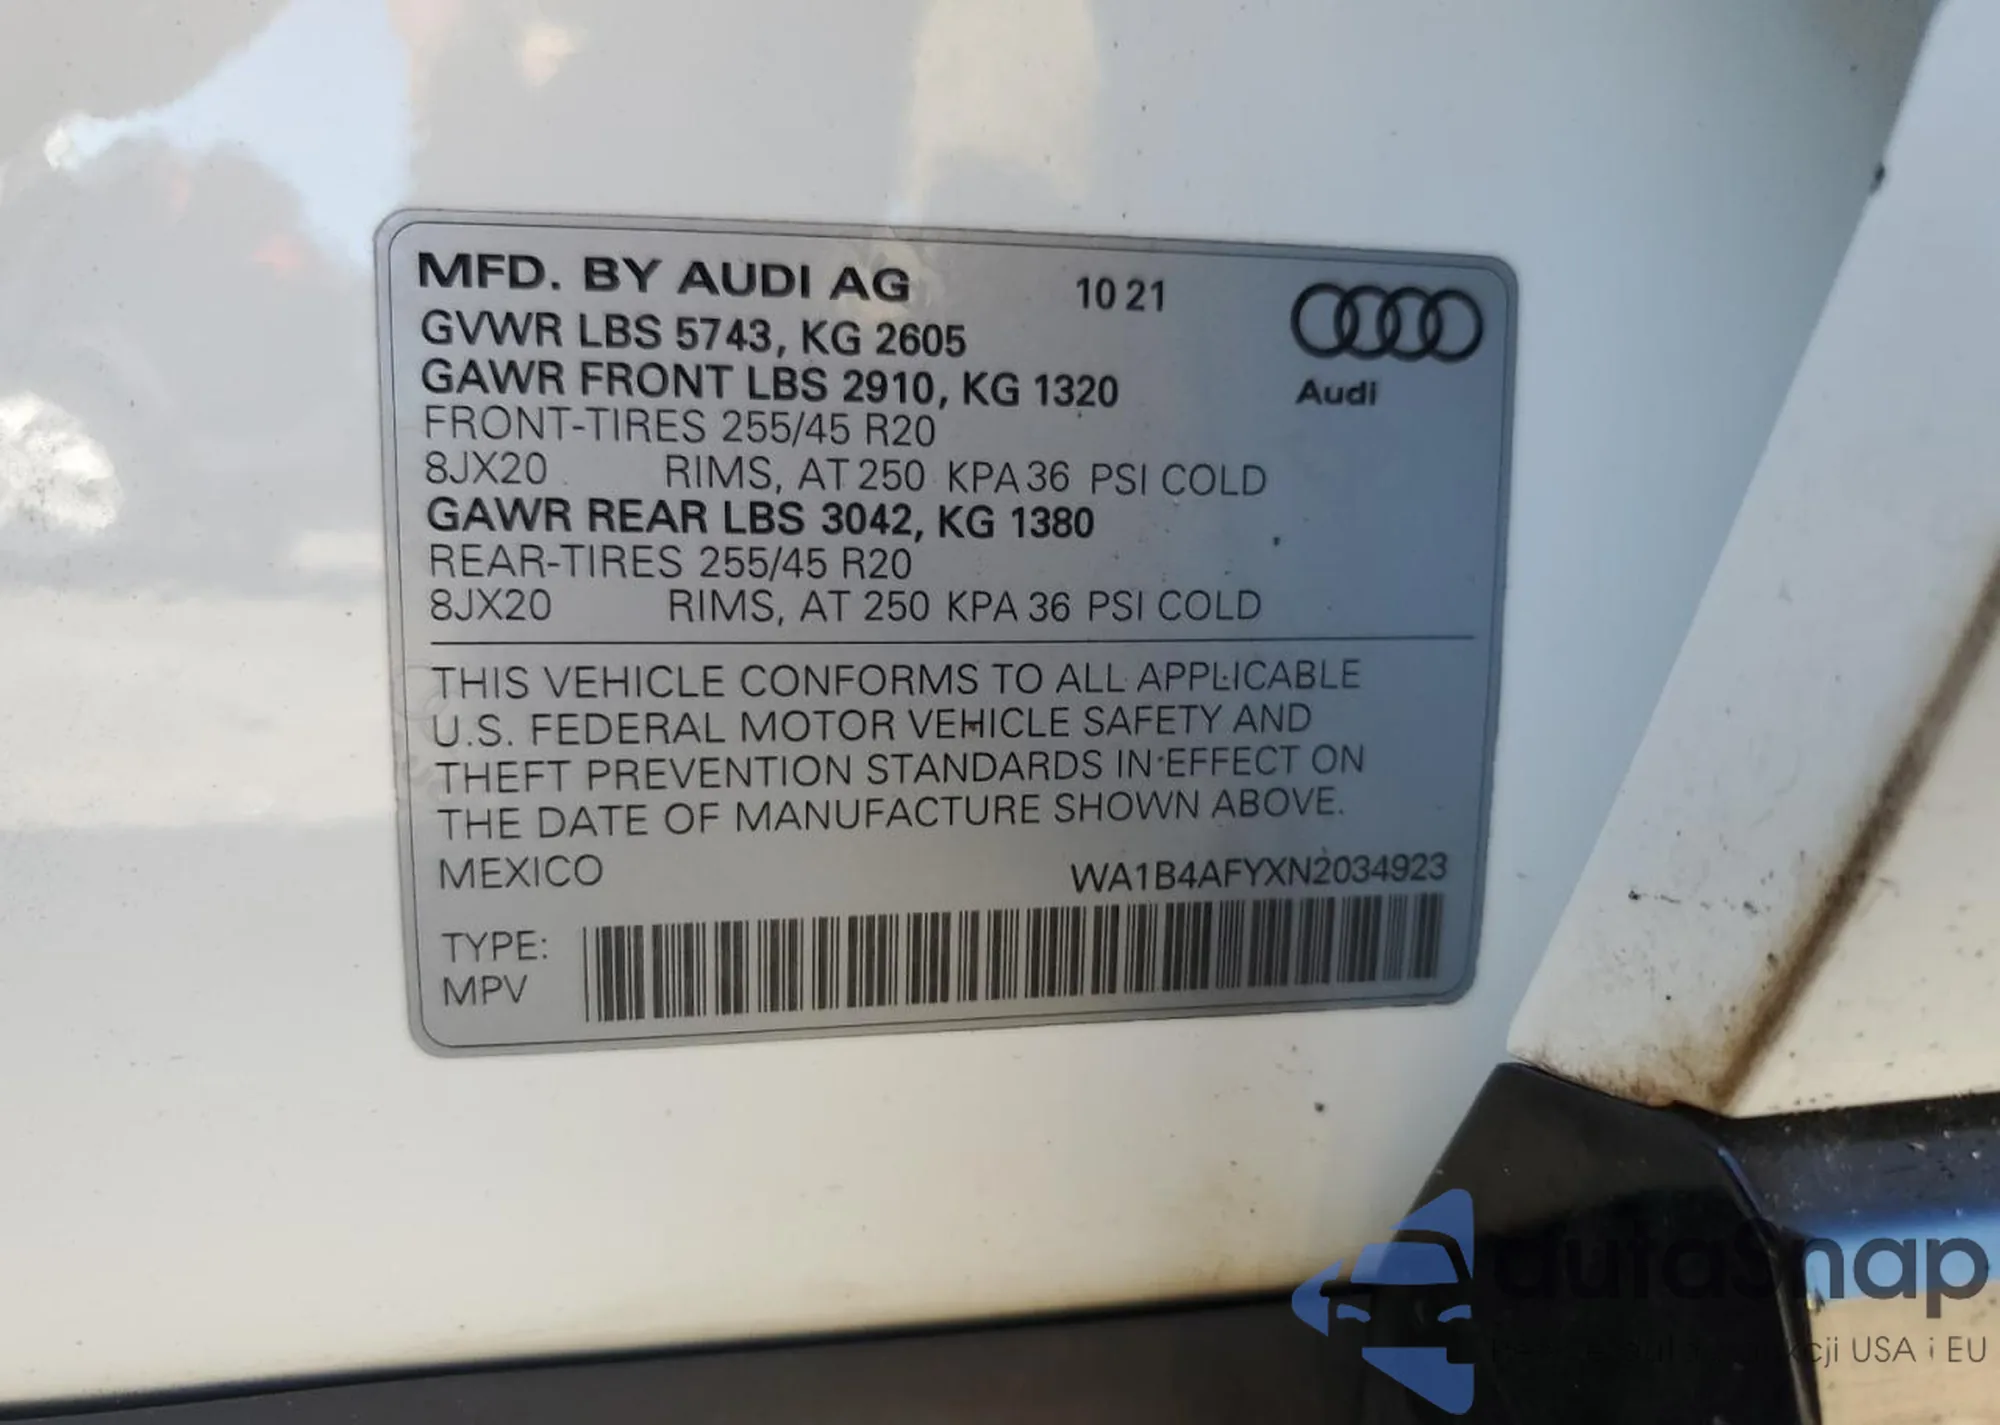 MFD. BY AUDI AG 10 21
GVWR LBS 5743, KG 2605
GAWR FRONT LBS 2910, KG 1320
Audi
FRONT-TIRES 255/45 R20
8JX20 RIMS, AT 250 KPA 36 PSI COLD
GAWR REAR LBS 3042, KG 1380
REAR-TIRES 255/45 R20
8JX20 RIMS, AT 250 KPA 36 PSI COLD
THIS VEHICLE CONFORMS TO ALL APPLICABLE
U.S. FEDERAL MOTOR VEHICLE SAFETY AND
THEFT PREVENTION STANDARDS IN EFFECT ON
THE DATE OF MANUFACTURE SHOWN ABOVE.
MEXICO WA1B4AFYXN2034923
TYPE:
MPV
autaSnap
USA i EU